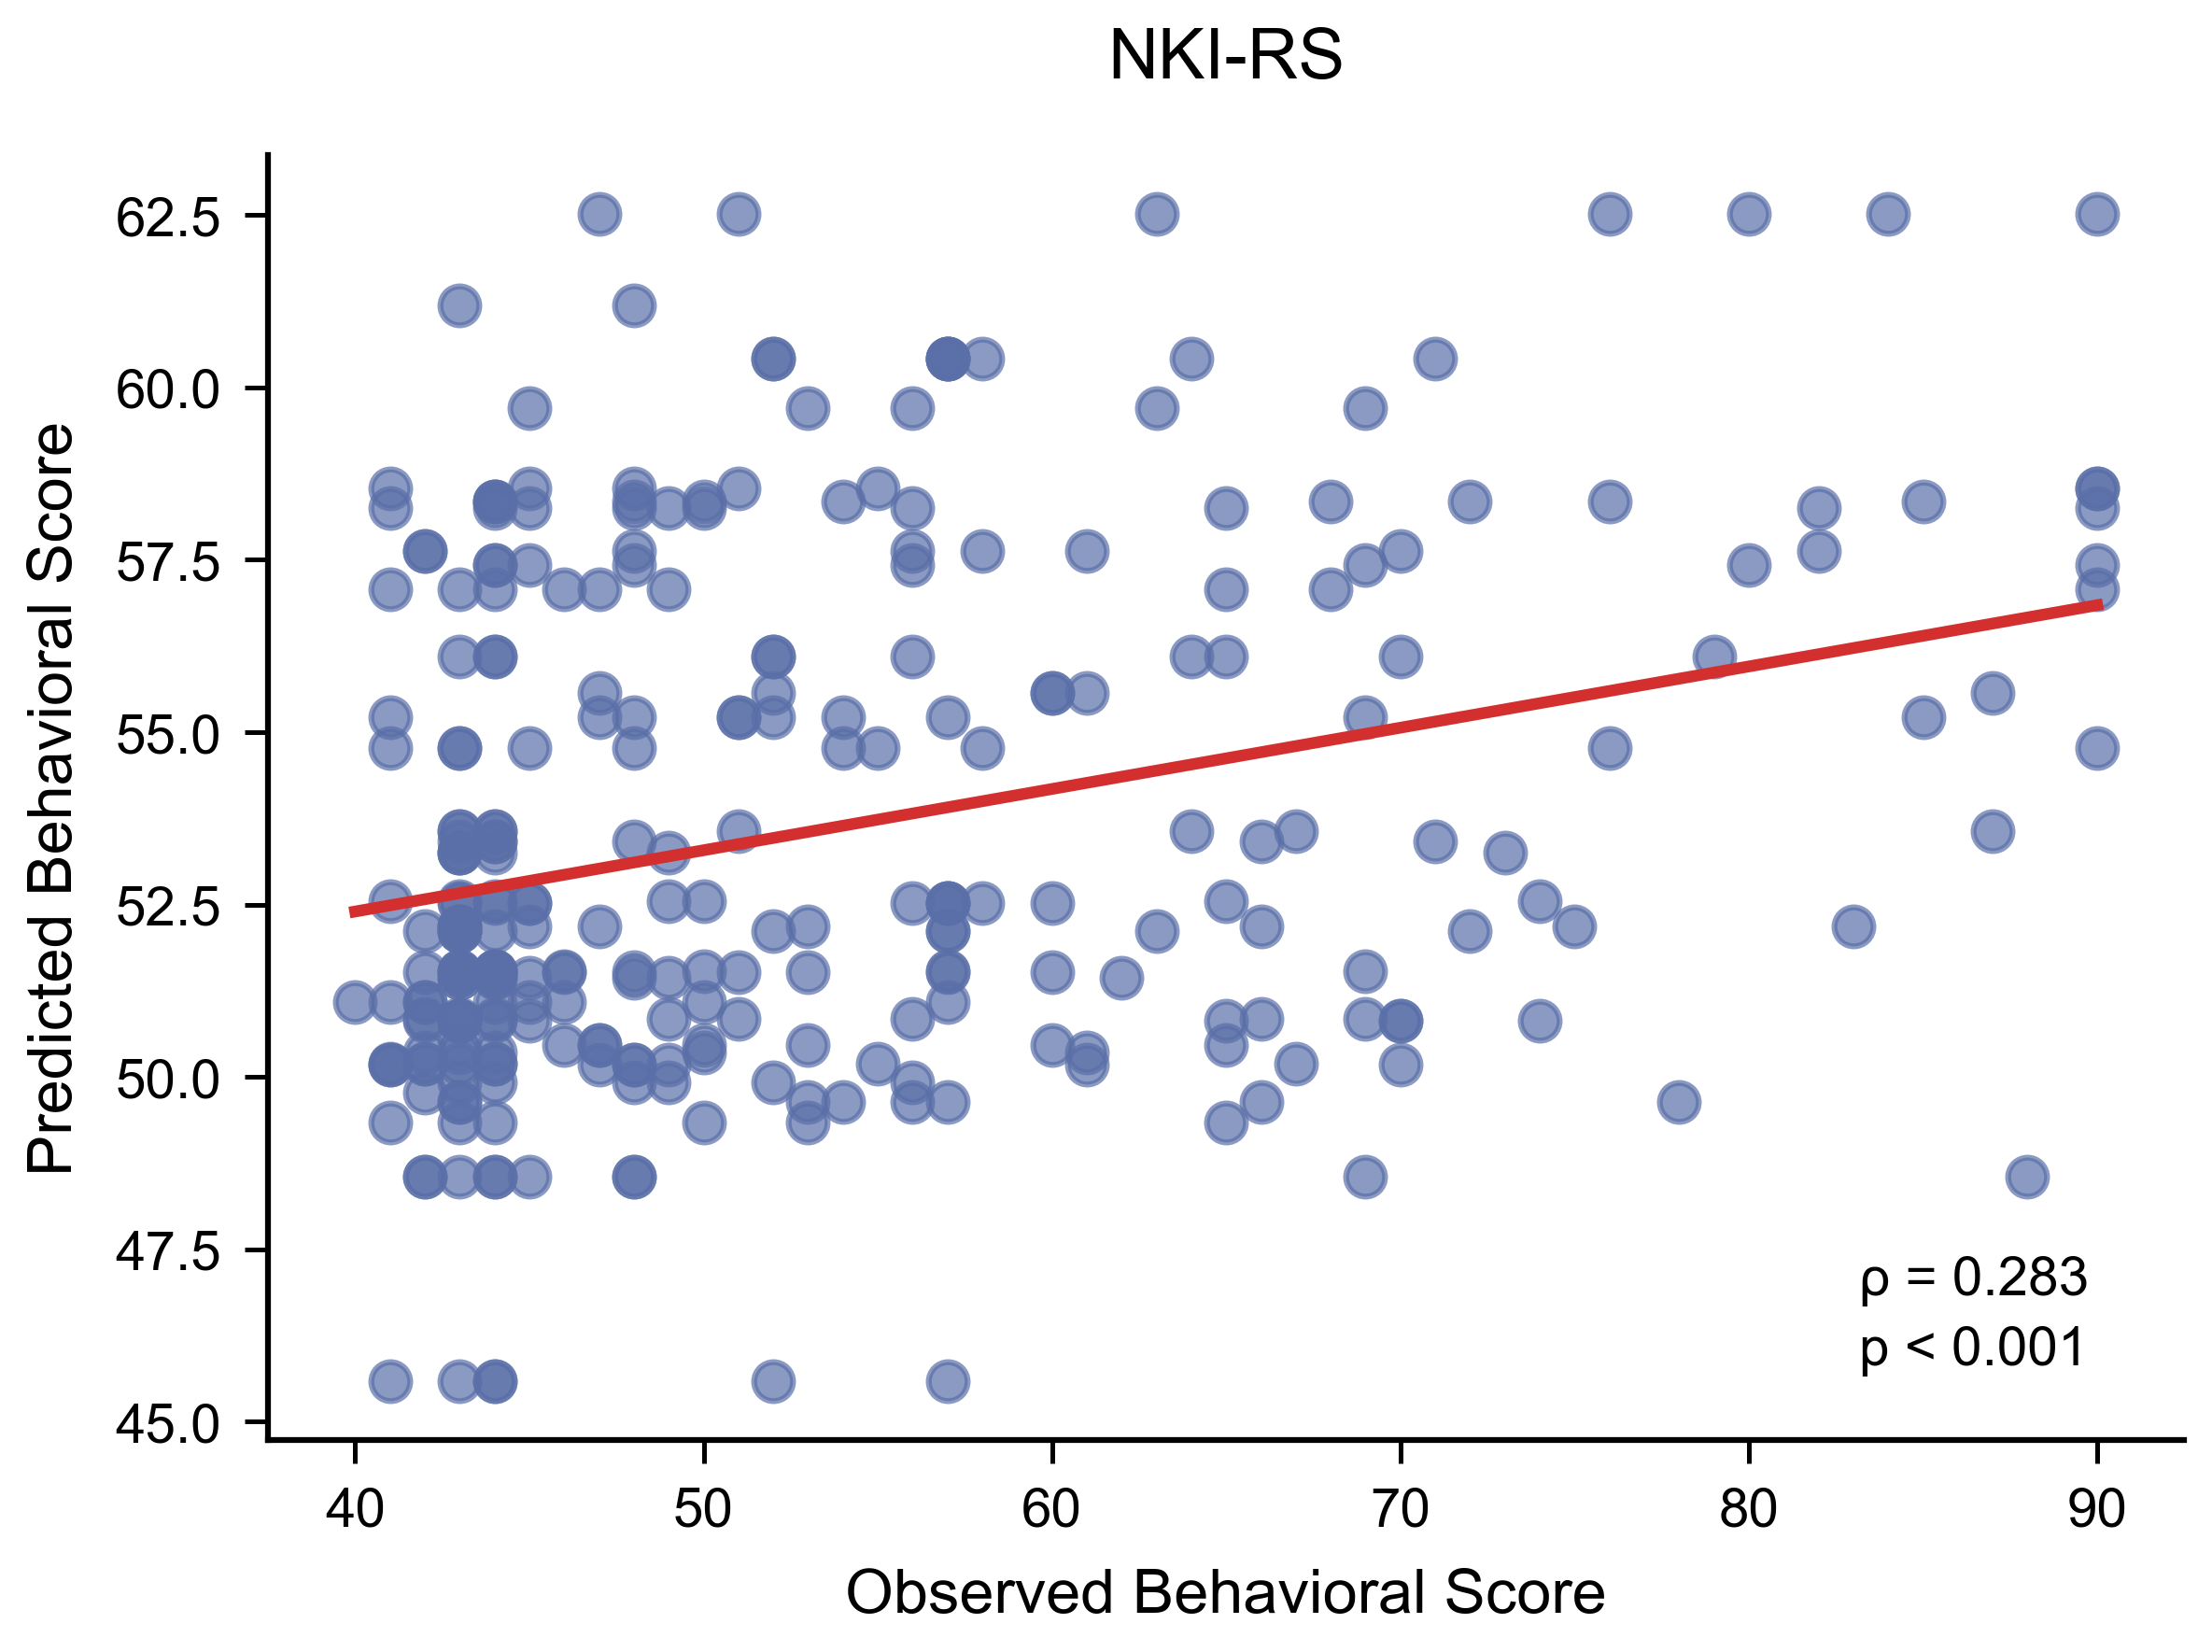 NKI-RS
Predicted Behavioral Score
62.5
60.0
57.5
55.0
52.5
50.0
47.5
45.0
ρ = 0.283
p < 0.001
40 50 60 70 80 90
Observed Behavioral Score